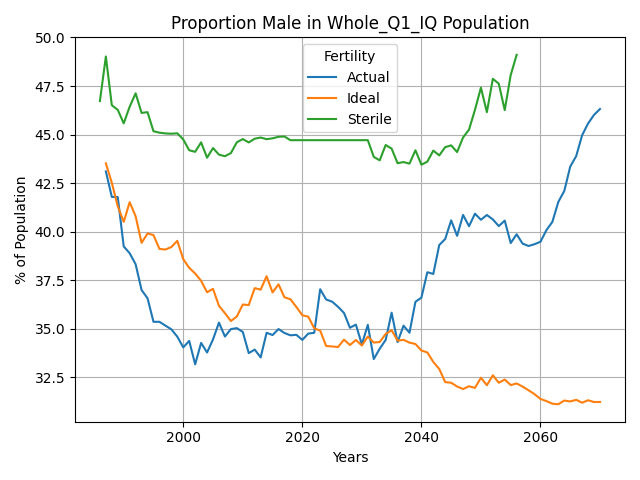 Proportion Male in Whole_Q1_IQ Population
Fertility
Actual
Ideal
Sterile
% of Population
50.0
47.5
45.0
42.5
40.0
37.5
35.0
32.5
2000
2020
2040
2060
Years